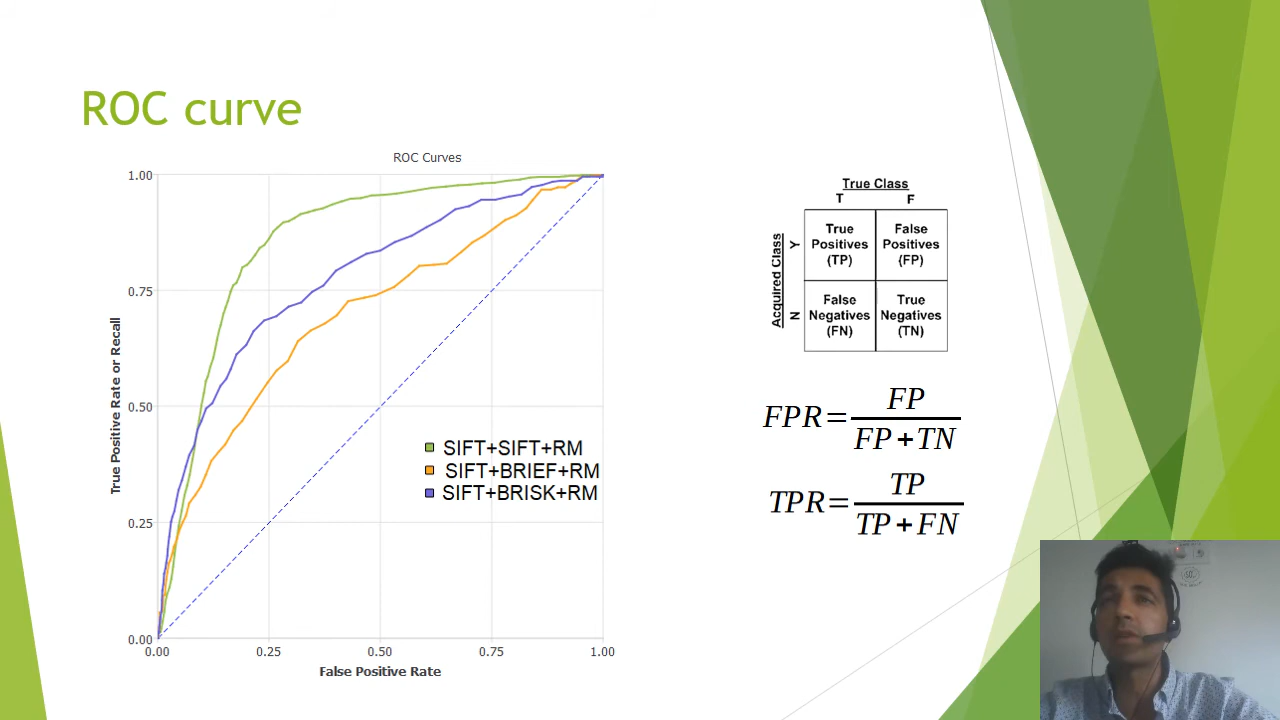 ROC curve
ROC Curves
1.00
0.75
0.50
0.25
0.00
True Positive Rate or Recall
0.00 0.25 0.50 0.75 1.00
False Positive Rate
SIFT+SIFT+RM
SIFT+BRIEF+RM
SIFT+BRISK+RM
True Class
T F
Acquired Class
Y
N
True
Positives
(TP)
False
Positives
(FP)
False
Negatives
(FN)
True
Negatives
(TN)
FPR = FP / FP + TN
TPR = TP / TP + FN